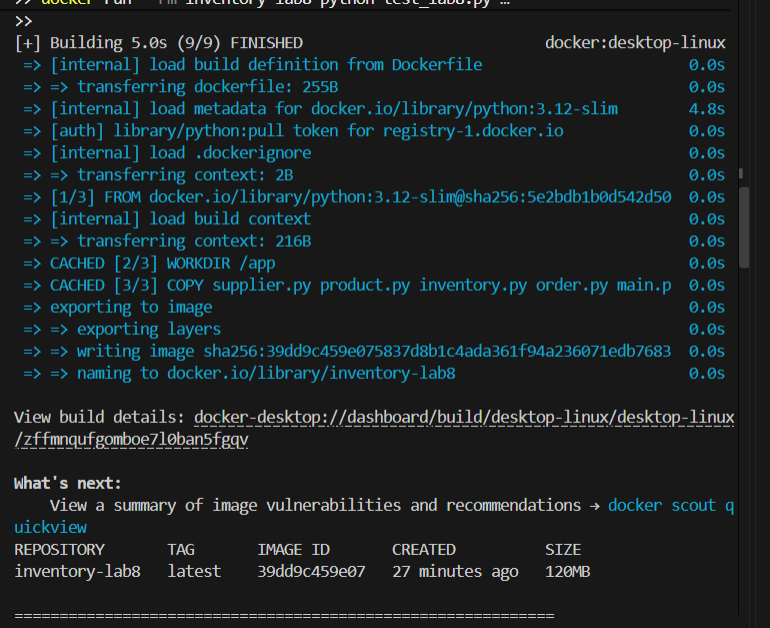 >> docker run --rm inventory-lab8 python test_lab8.py …
>>
[+] Building 5.0s (9/9) FINISHED docker:desktop-linux
=> [internal] load build definition from Dockerfile 0.0s
=> => transferring dockerfile: 255B 0.0s
=> [internal] load metadata for docker.io/library/python:3.12-slim 4.8s
=> [auth] library/python:pull token for registry-1.docker.io 0.0s
=> [internal] load .dockerignore 0.0s
=> => transferring context: 2B 0.0s
=> [1/3] FROM docker.io/library/python:3.12-slim@sha256:5e2bdb1b0d542d50 0.0s
=> [internal] load build context 0.0s
=> => transferring context: 216B 0.0s
=> CACHED [2/3] WORKDIR /app 0.0s
=> CACHED [3/3] COPY supplier.py product.py inventory.py order.py main.p 0.0s
=> exporting to image 0.0s
=> => exporting layers 0.0s
=> => writing image sha256:39dd9c459e075837d8b1c4ada361f94a236071edb7683 0.0s
=> => naming to docker.io/library/inventory-lab8 0.0s
View build details: docker-desktop://dashboard/build/desktop-linux/desktop-linux
/zffmnqufgomboe7l0ban5fgqv
What's next:
View a summary of image vulnerabilities and recommendations → docker scout q
uickview
REPOSITORY TAG IMAGE ID CREATED SIZE
inventory-lab8 latest 39dd9c459e07 27 minutes ago 120MB
============================================================